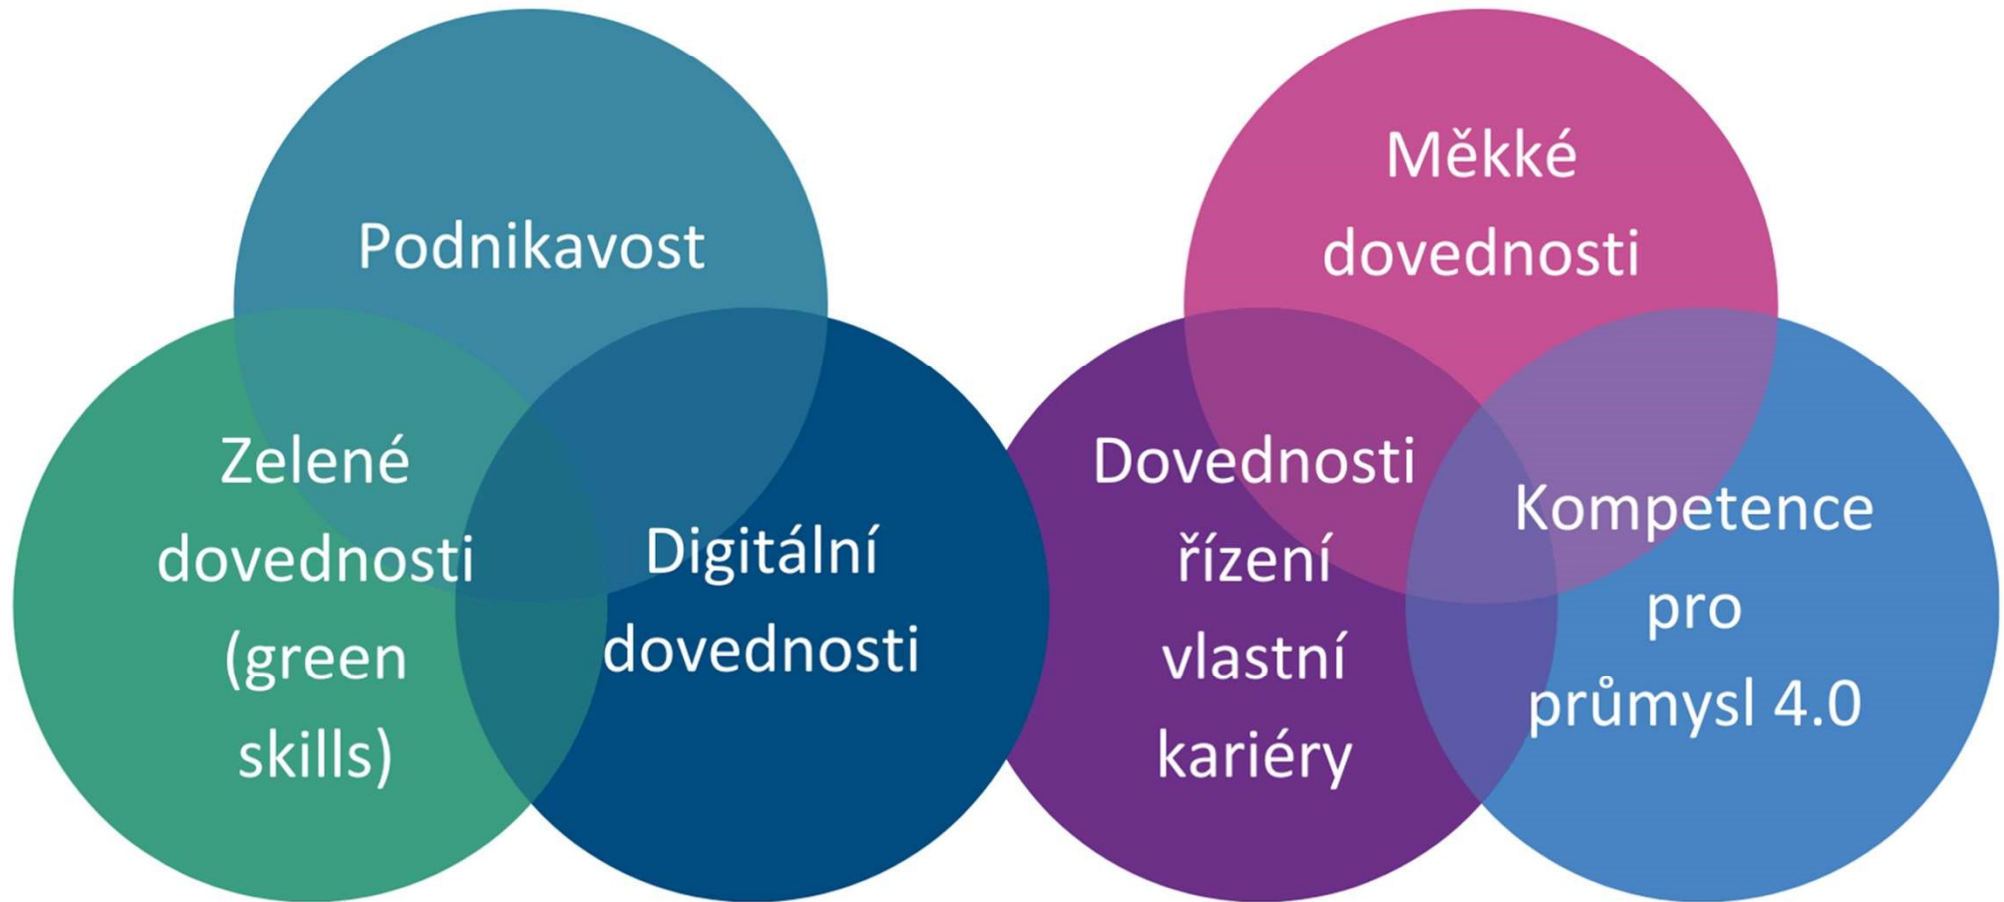 Podnikavost
Zelené
dovednosti
(green
skills)
Digitální
dovednosti
Měkké
dovednosti
Dovednosti
řízení
vlastní
kariéry
Kompetence
pro
průmysl 4.0